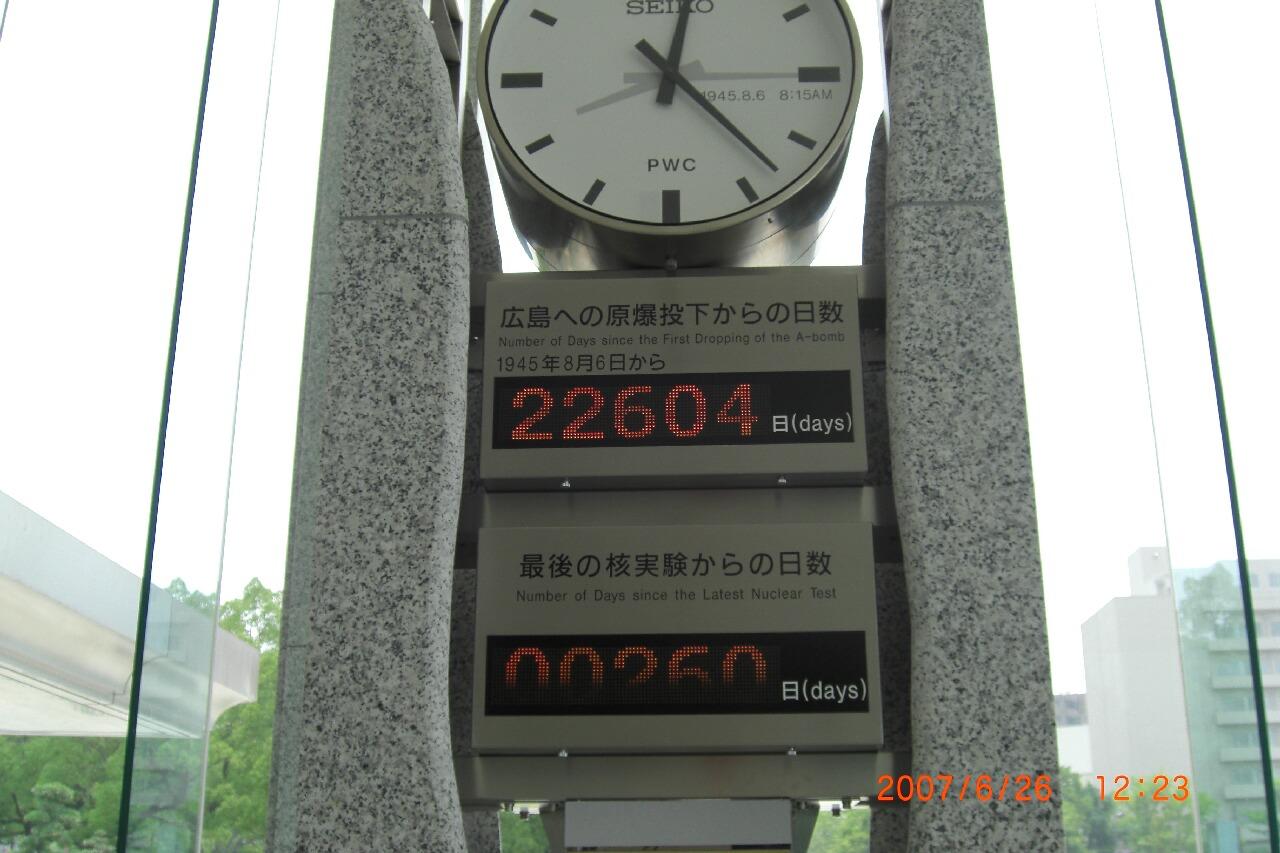 SEIKO
1945.8.6 8:15AM
PWC
広島への原爆投下からの日数
Number of Days since the First Dropping of the A-bomb
1945年8月6日から
22604 日(days)
最後の核実験からの日数
Number of Days since the Latest Nuclear Test
00260 日(days)
2007/6/26 12:23